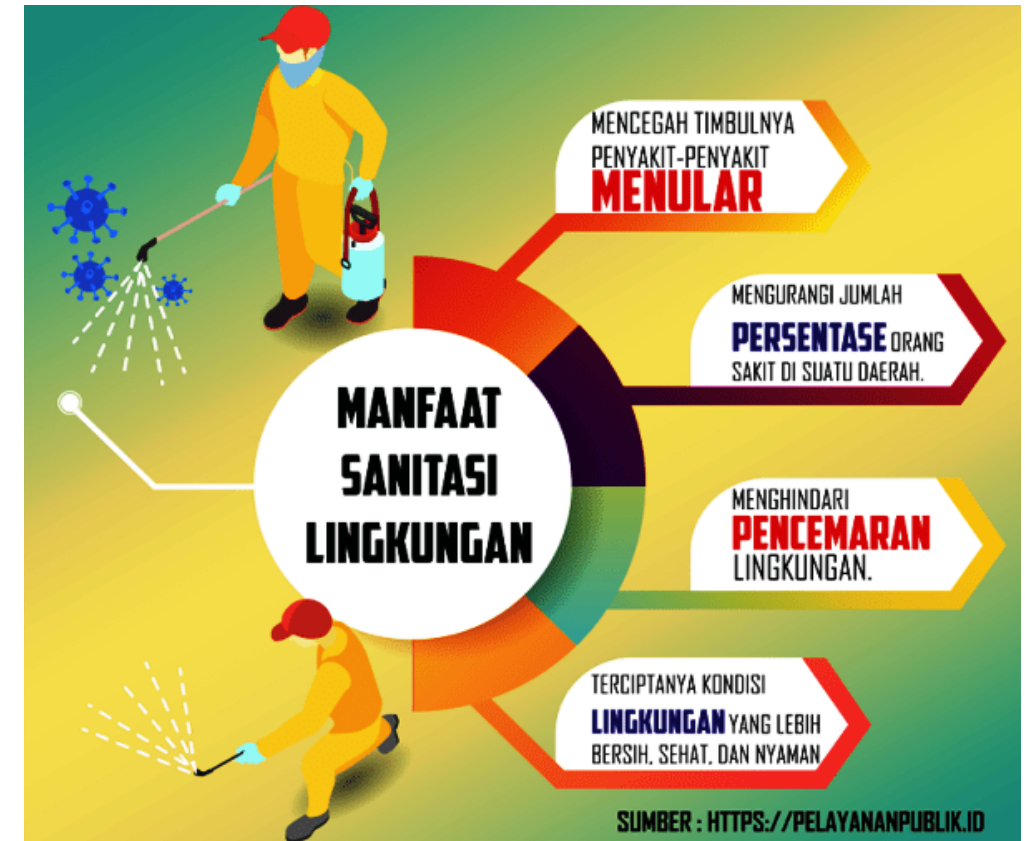 MANFAAT
SANITASI
LINGKUNGAN
MENCEGAH TIMBULNYA
PENYAKIT-PENYAKIT
MENULAR
MENGURANGI JUMLAH
PERSENTASE ORANG
SAKIT DI SUATU DAERAH.
MENGHINDARI
PENCEMARAN
LINGKUNGAN.
TERCIPTANYA KONDISI
LINGKUNGAN YANG LEBIH
BERSIH, SEHAT, DAN NYAMAN
SUMBER : HTTPS://PELAYANANPUBLIK.ID